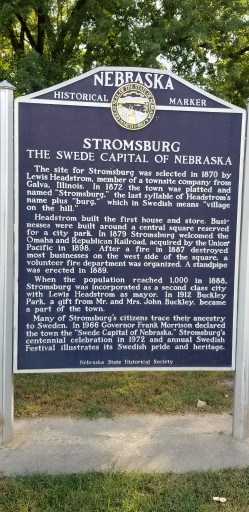 NEBRASKA
HISTORICAL MARKER
STROMSBURG
THE SWEDE CAPITAL OF NEBRASKA
The site for Stromsburg was selected in 1870 by
Lewis Headstrom, member of a townsite company from
Galva, Illinois. In 1872, the town was platted and
named "Stromsburg," the last syllable of Headstrom's
name plus "burg," which in Swedish means "village
on the hill."
Headstrom built the first house and store. Busi-
nesses were built around a central square reserved
for a city park. In 1879 Stromsburg welcomed the
Omaha and Republican Railroad, acquired by the Union
Pacific in 1898. After a fire in 1887 destroyed
most businesses on the west side of the square, a
volunteer fire department was organized. A standpipe
was erected in 1889.
When the population reached 1,000 in 1888,
Stromsburg was incorporated as a second class city
with Lewis Headstrom as mayor. In 1912 Buckley
Park, a gift from Mr. and Mrs. John Buckley, became
a part of the town.
Many of Stromsburg's citizens trace their ancestry
to Sweden. In 1966 Governor Frank Morrison declared
the town the "Swede Capital of Nebraska." Stromsburg's
centennial celebration in 1972 and annual Swedish
Festival illustrates its Swedish pride and heritage.
Nebraska State Historical Society